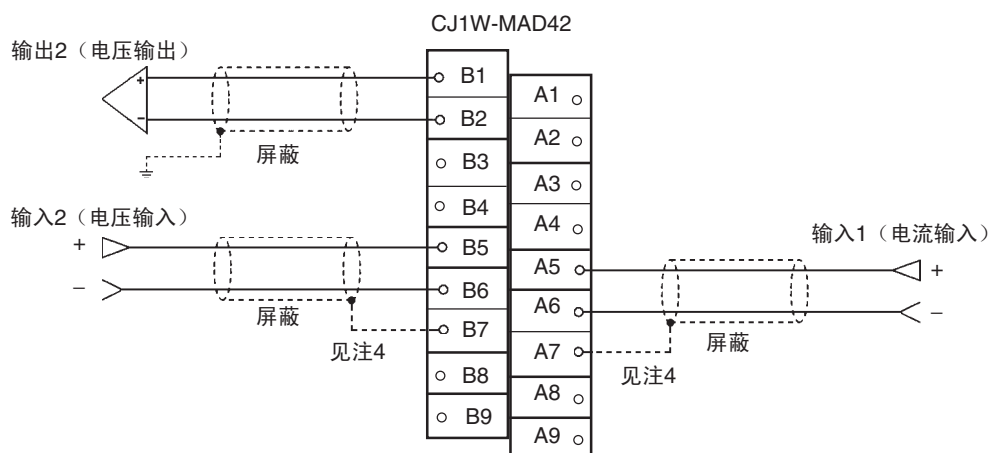 CJ1W-MAD42
输出2（电压输出）
+
−
屏蔽
输入2（电压输入）
+
−
屏蔽
见注4
B1
B2
B3
B4
B5
B6
B7
B8
B9
A1
A2
A3
A4
A5
A6
A7
A8
A9
输入1（电流输入）
+
−
屏蔽
见注4